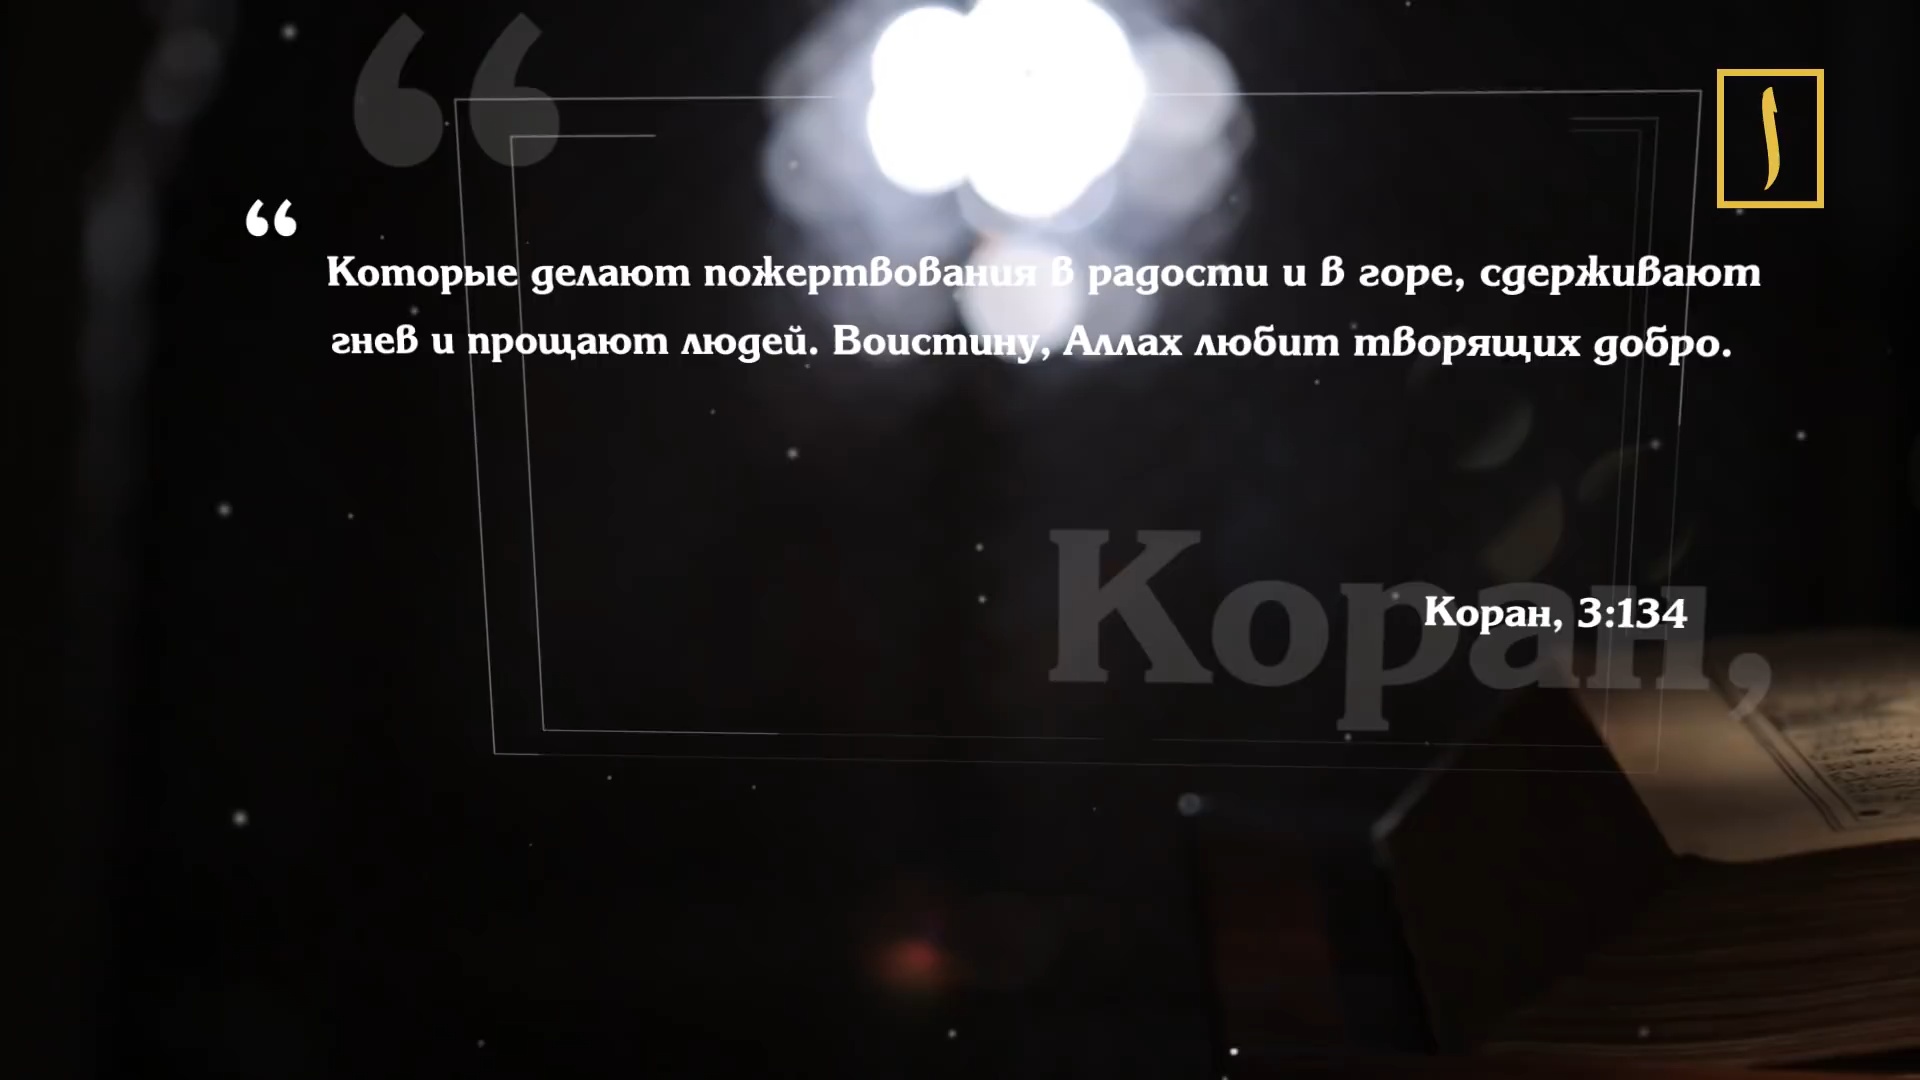 “
Которые делают пожертвования в радости и в горе, сдерживают
гнев и прощают людей. Воистину, Аллах любит творящих добро.
Коран,
Коран, 3:134